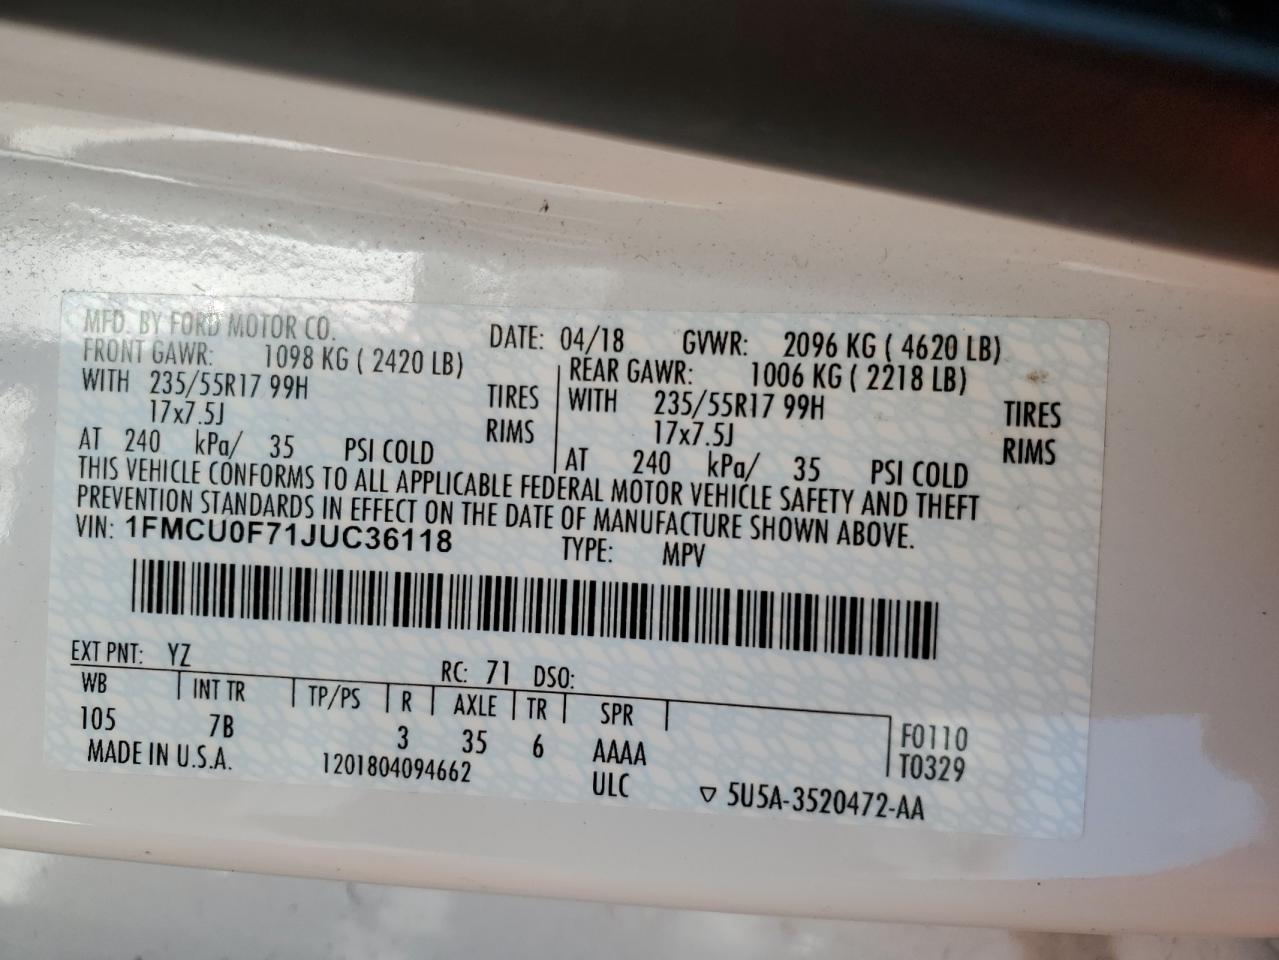 MFD. BY FORD MOTOR CO. DATE: 04/18 GVWR: 2096 KG ( 4620 LB)
FRONT GAWR: 1098 KG ( 2420 LB) REAR GAWR: 1006 KG ( 2218 LB)
WITH 235/55R17 99H TIRES WITH 235/55R17 99H TIRES
17x7.5J RIMS 17x7.5J RIMS
AT 240 kPa/ 35 PSI COLD AT 240 kPa/ 35 PSI COLD
THIS VEHICLE CONFORMS TO ALL APPLICABLE FEDERAL MOTOR VEHICLE SAFETY AND THEFT
PREVENTION STANDARDS IN EFFECT ON THE DATE OF MANUFACTURE SHOWN ABOVE.
VIN: 1FMCU0F71JUC36118 TYPE: MPV
EXT PNT: YZ RC: 71 DSO:
WB INT TR TP/PS R AXLE TR SPR
105 7B 3 35 6 AAAA F0110
MADE IN U.S.A. 1201804094662 ULC T0329
▽ 5U5A-3520472-AA